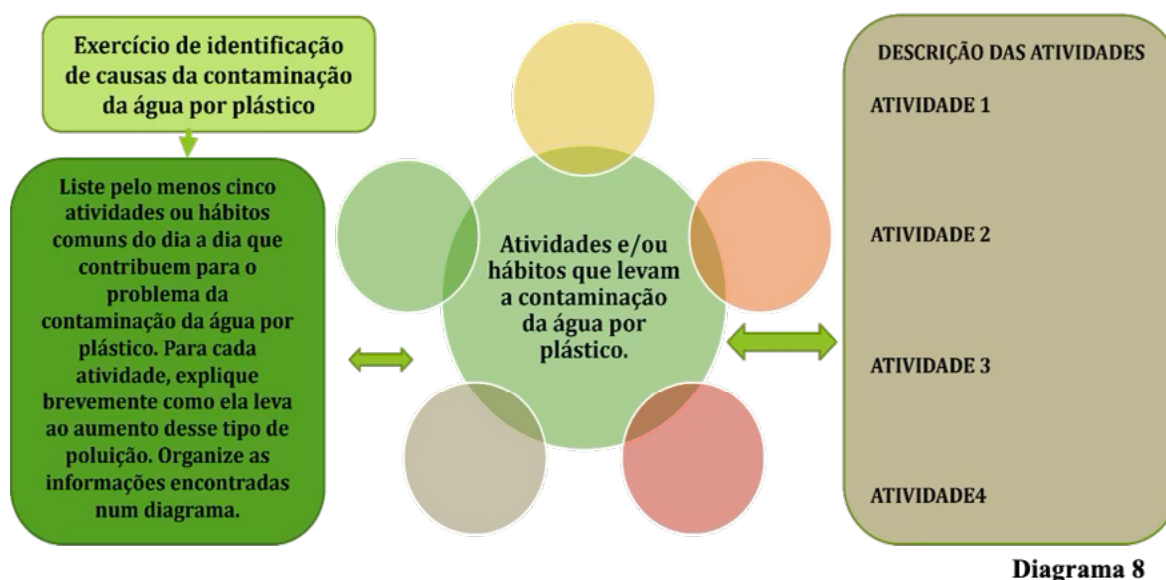 Exercício de identificação
de causas da contaminação
da água por plástico
Liste pelo menos cinco
atividades ou hábitos
comuns do dia a dia que
contribuem para o
problema da
contaminação da água por
plástico. Para cada
atividade, explique
brevemente como ela leva
ao aumento desse tipo de
poluição. Organize as
informações encontradas
num diagrama.
Atividades e/ou
hábitos que levam
a contaminação
da água por
plástico.
DESCRIÇÃO DAS ATIVIDADES
ATIVIDADE 1
ATIVIDADE 2
ATIVIDADE 3
ATIVIDADE4
Diagrama 8